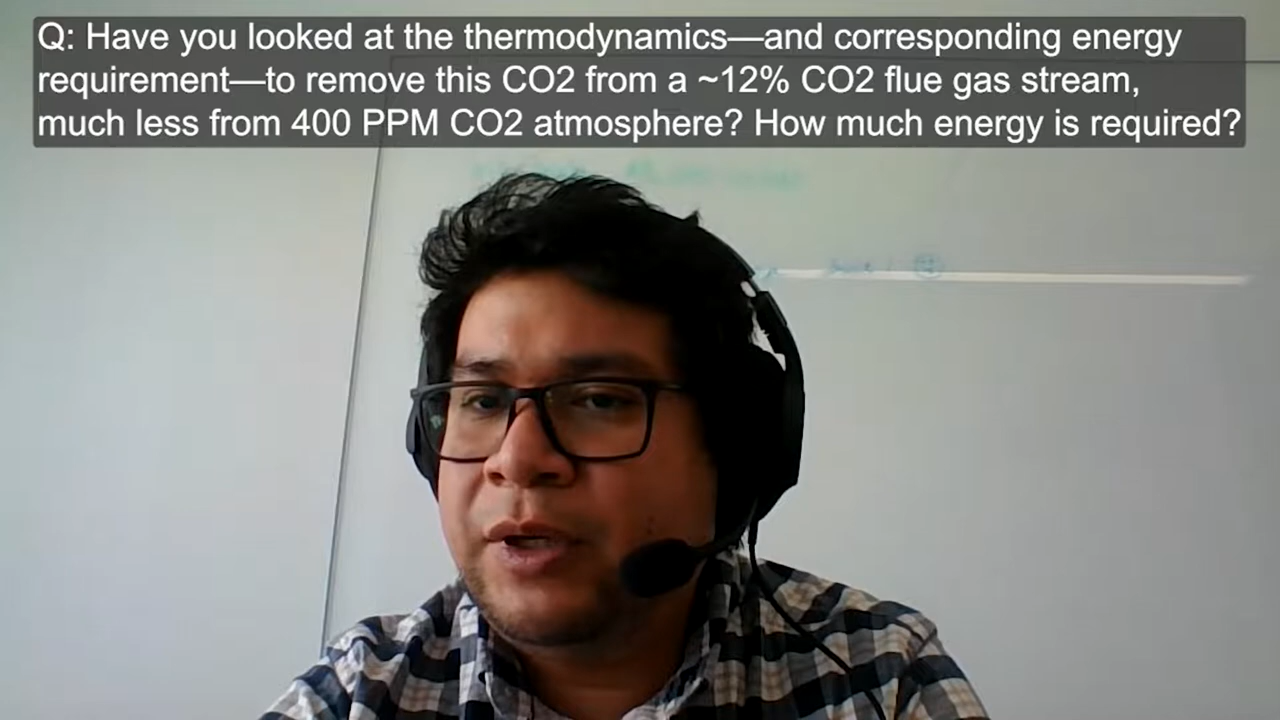 Q: Have you looked at the thermodynamics—and corresponding energy
requirement—to remove this CO2 from a ~12% CO2 flue gas stream,
much less from 400 PPM CO2 atmosphere? How much energy is required?